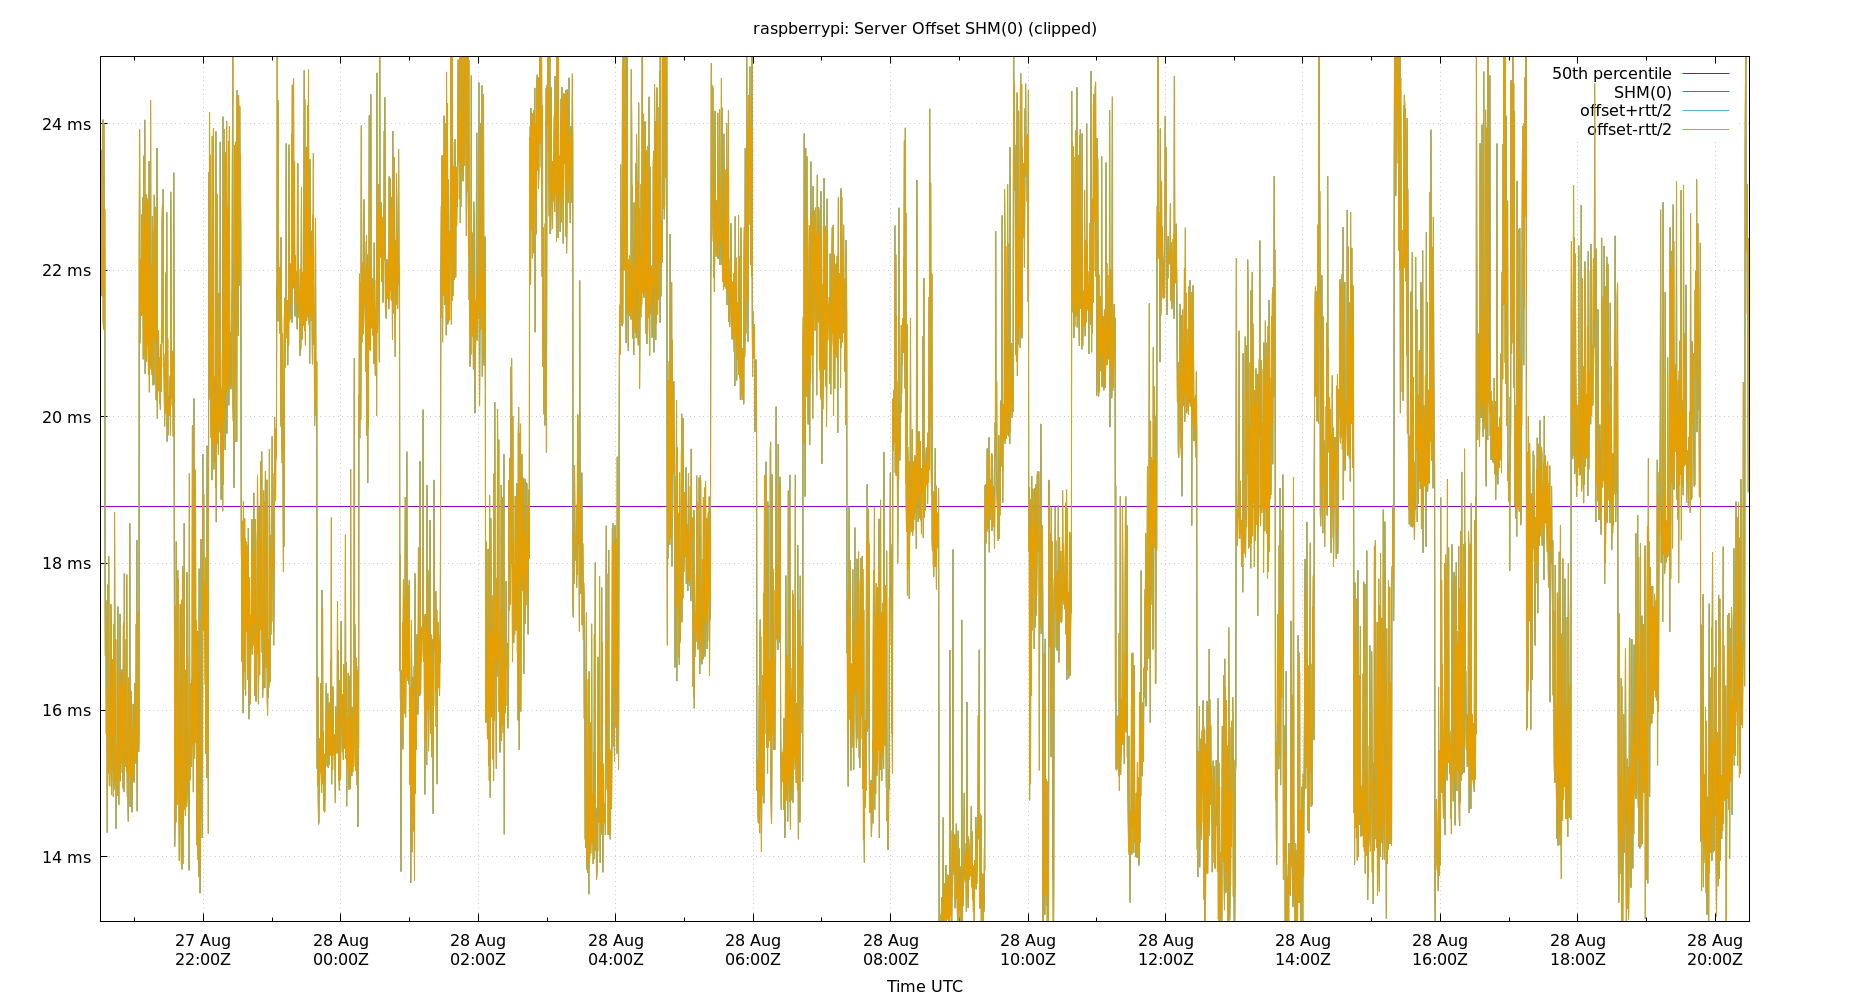 raspberrypi: Server Offset SHM(0) (clipped)
50th percentile
SHM(0)
offset+rtt/2
offset-rtt/2
24 ms
22 ms
20 ms
18 ms
16 ms
14 ms
27 Aug 28 Aug 28 Aug 28 Aug 28 Aug 28 Aug 28 Aug 28 Aug 28 Aug 28 Aug 28 Aug 28 Aug
22:00Z 00:00Z 02:00Z 04:00Z 06:00Z 08:00Z 10:00Z 12:00Z 14:00Z 16:00Z 18:00Z 20:00Z
Time UTC